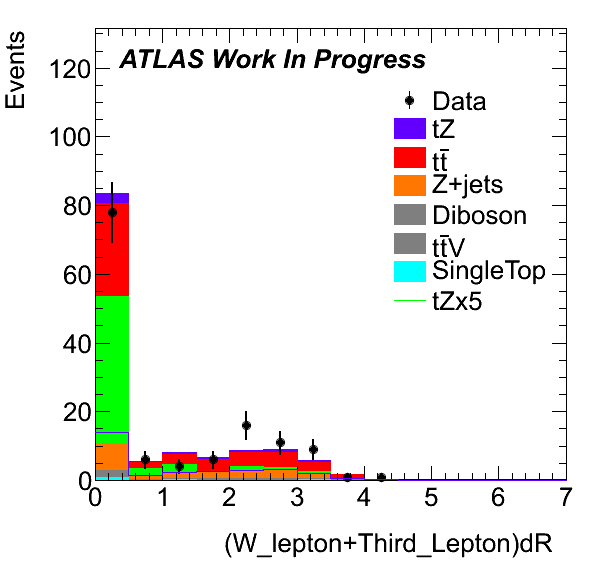 Events
ATLAS Work In Progress
Data
tZ
tt̄
Z+jets
Diboson
tt̄V
SingleTop
tZx5
120
100
80
60
40
20
0
0 1 2 3 4 5 6 7
(W_lepton+Third_Lepton)dR